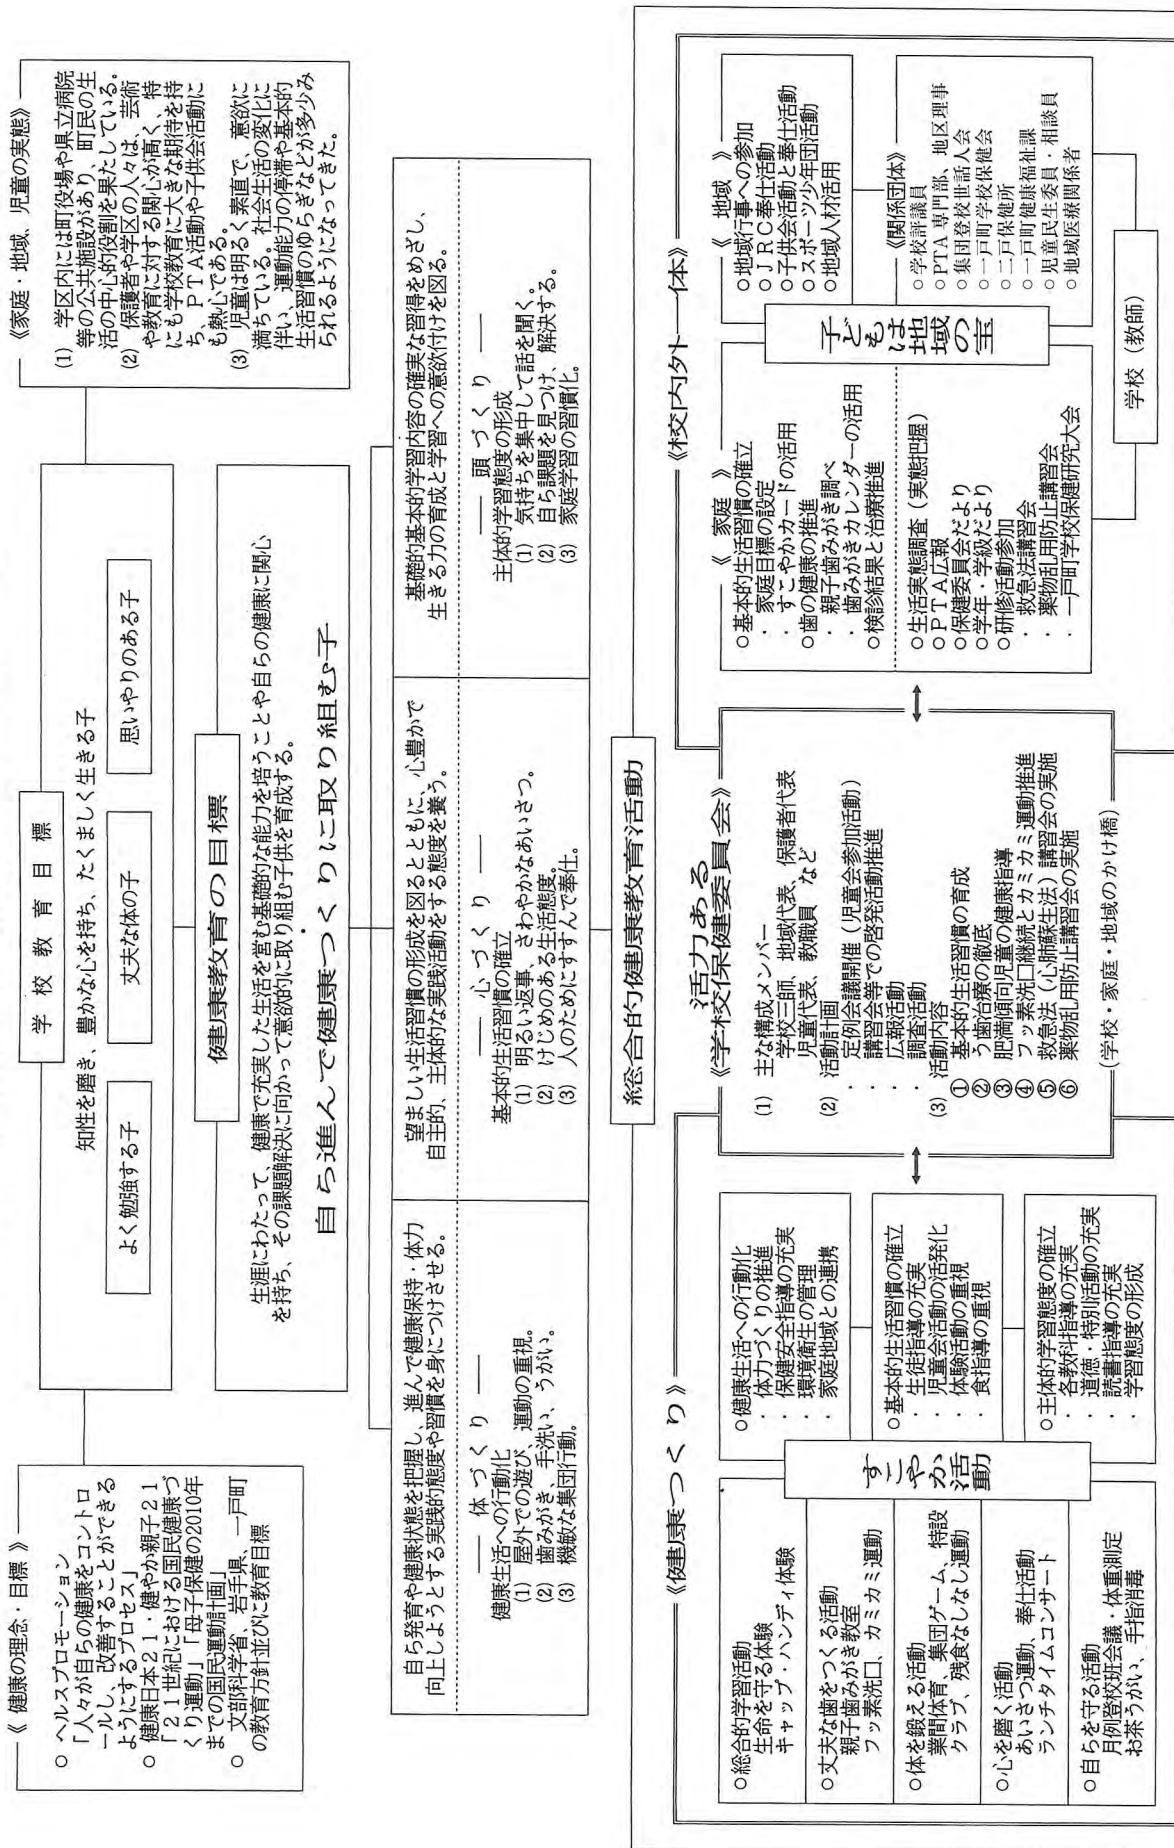 《 健康の理念・目標 》
○ ヘルスプロモーション
「人々が自らの健康をコントロ
ールし、改善することができる
ようにするプロセス」
○ 健康日本21・健やか親子21
「21世紀における国民健康づ
くり運動」「母子保健の2010年
までの国民運動計画」
○ 文部科学省、岩手県、一戸町
の教育方針並びに教育目標
学 校 教 育 目 標
知性を磨き、豊かな心を持ち、たくましく生きる子
よく勉強する子
丈夫な体の子
思いやりのある子
《家庭・地域、児童の実態》
(1) 学区内には町役場や県立病院
等の公共施設があり、町民の生
活の中心的役割を果たしている。
(2) 保護者や学区の人々は、芸術
や教育に対する関心が高く、特
にも学校教育に大きな期待を持
ち、PTA活動や子供会活動に
も熱心である。
(3) 児童は明るく素直で、意欲に
満ちている。社会生活の変化に
伴い、運動能力の停滞や基本的
生活習慣のゆらぎなどが多少み
られるようになってきた。
健康教育の目標
生涯にわたって、健康で充実した生活を営む基礎的な能力を培うことや自らの健康に関心
を持ち、その課題解決に向かって意欲的に取り組む子供を育成する。
自ら進んで健康つくりに取り組む子
自ら発育や健康状態を把握し、進んで健康保持・体力
向上しようとする実践的態度や習慣を身につけさせる。
―― 体づくり ――
健康生活への行動化
(1) 屋外での遊び、運動の重視。
(2) 歯みがき、手洗い、うがい。
(3) 機敏な集団行動。
望ましい生活習慣の形成を図るとともに、心豊かで
自主的、主体的な実践活動をする態度を養う。
―― 心づくり ――
基本的生活習慣の確立
(1) 明るい返事、さわやかなあいさつ。
(2) けじめのある生活態度。
(3) 人のためにすすんで奉仕。
基礎的基本的学習内容の確実な習得をめざし、
生きる力の育成と学習への意欲付けを図る。
―― 頭づくり ――
主体的学習態度の形成
(1) 気持ちを集中して話を聞く。
(2) 自ら課題を見つけ、解決する。
(3) 家庭学習の習慣化。
総合的健康教育活動
《健康つくり》
○総合的学習活動
生命を守る体験
キャップ・ハンディ体験
○丈夫な歯をつくる活動
親子歯みがき教室
フッ素洗口、カミカミ運動
○体を鍛える活動
業間体育、集団ゲーム、特設
クラブ、残食なしなし運動
○心を磨く活動
あいさつ運動、奉仕活動
ランチタイムコンサート
○自らを守る活動
月例登校班会議・体重測定
お茶うがい、手指消毒
すこやか活動
○健康生活への行動化
・ 体力づくりの推進
・ 保健安全指導の充実
・ 環境衛生の管理
・ 家庭地域との連携
○基本的生活習慣の確立
・ 生徒指導の充実
・ 児童会活動の活発化
・ 体験活動の重視
・ 食指導の重視
○主体的学習態度の確立
・ 各教科指導の充実
・ 道徳・特別活動の充実
・ 読書指導の充実
・ 学習態度の形成
活力ある
《学校保健委員会》
(1) 主な構成メンバー
学校三師、地域代表、保護者代表
児童代表、教職員 など
(2) 活動計画
・ 定例会議開催(児童会参加活動)
・ 講習会等での啓発活動推進
・ 広報活動
・ 調査活動
(3) 活動内容
① 基本的生活習慣の育成
② う歯治療の徹底
③ 肥満傾向児童の健康指導
④ フッ素洗口継続とカミカミ運動推進
⑤ 救急法(心肺蘇生法)講習会の実施
⑥ 薬物乱用防止講習会の実施
(学校・家庭・地域のかけ橋)
《校内外一体》
《 家庭 》
○基本的生活習慣の確立
・ 家庭目標の設定
・ すこやかカードの活用
○歯の健康の推進
・ 親子歯みがき調べ
・ 歯みがきカレンダーの活用
○検診結果と治療推進
○生活実態調査(実態把握)
○PTA広報
○保健委員会だより
○学年・学級だより
○研修活動参加
・ 救急法講習会
・ 薬物乱用防止講習会
・ 一戸町学校保健研究大会
子どもは地域の宝
《 地域 》
○地域行事への参加
○JRC奉仕活動
○子供会活動と奉仕活動
○スポーツ少年団活動
○地域人材活用
《関係団体》
○ 学校評議員
○ PTA専門部、地区理事
○ 集団登校世話人会
○ 一戸町学校保健会
○ 二戸保健所
○ 一戸町健康福祉課
○ 児童民生委員・相談員
○ 地域医療関係者
学校(教師)